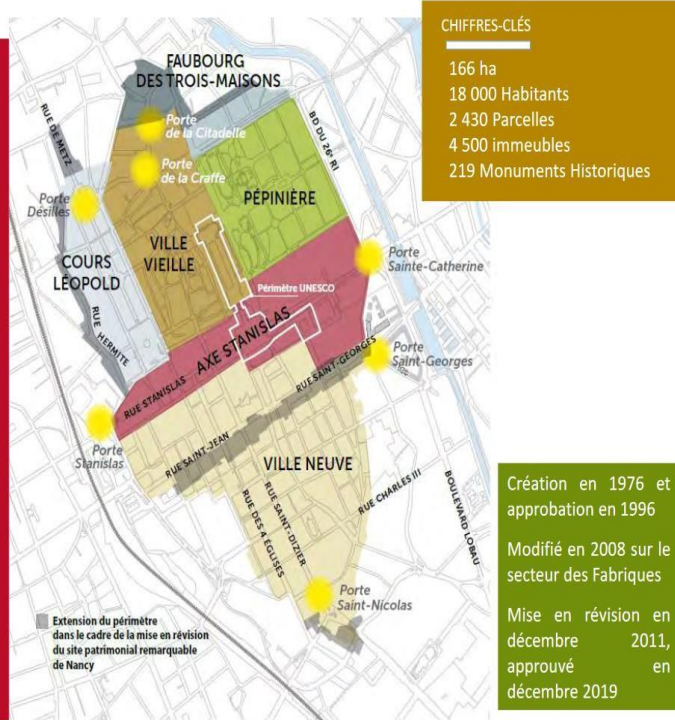 CHIFFRES-CLÉS
166 ha
18 000 Habitants
2 430 Parcelles
4 500 immeubles
219 Monuments Historiques
FAUBOURG
DES TROIS-MAISONS
RUE DE METZ
Porte
de la Citadelle
BD DU 26e RI
Porte
de la Craffe
PÉPINIÈRE
Porte
Désilles
VILLE
VIEILLE
Porte
Sainte-Catherine
COURS
LÉOPOLD
Périmètre UNESCO
RUE HERMITE
AXE STANISLAS
RUE STANISLAS
RUE SAINT-GEORGES
Porte
Saint-Georges
Porte
Stanislas
RUE SAINT-JEAN
VILLE NEUVE
RUE CHARLES III
BOULEVARD LOBAU
RUE SAINT-DIZIER
RUE DES 4 ÉGLISES
Porte
Saint-Nicolas
Extension du périmètre
dans le cadre de la mise en révision
du site patrimonial remarquable
de Nancy
Création en 1976 et
approbation en 1996
Modifié en 2008 sur le
secteur des Fabriques
Mise en révision en
décembre 2011,
approuvé en
décembre 2019